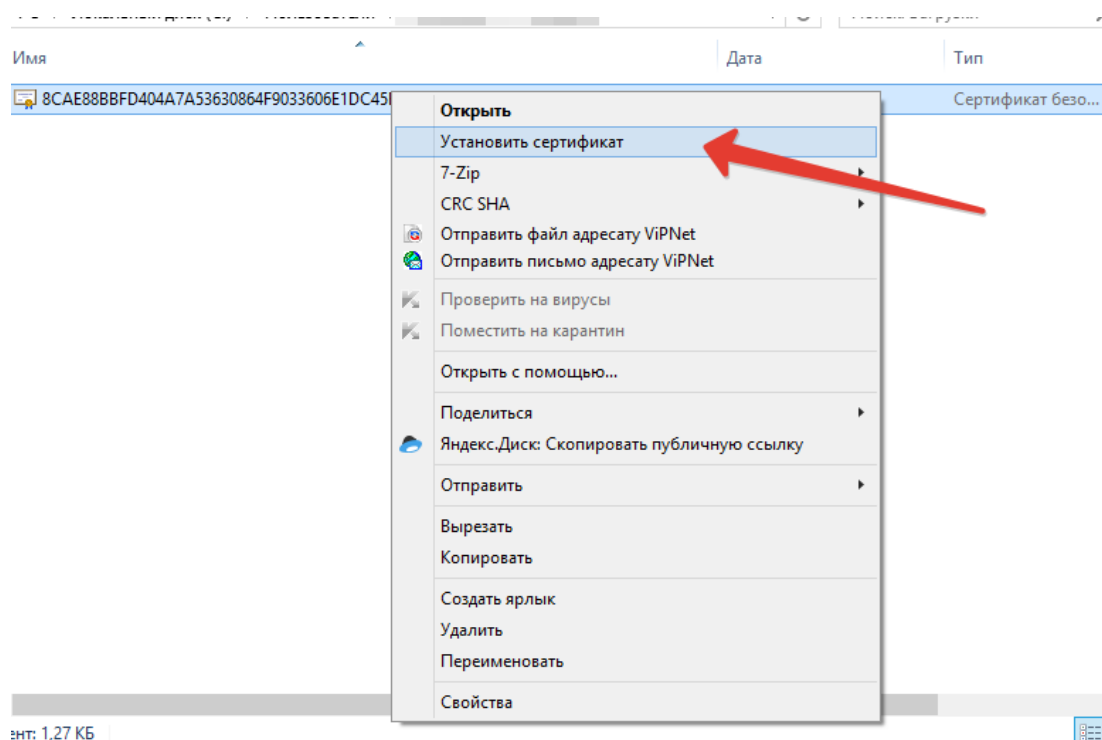 Имя
Дата
Тип
8CAE88BBFD404A7A53630864F9033606E1DC45
Сертификат безо...
Открыть
Установить сертификат
7-Zip
CRC SHA
Отправить файл адресату ViPNet
Отправить письмо адресату ViPNet
Проверить на вирусы
Поместить на карантин
Открыть с помощью...
Поделиться
Яндекс.Диск: Скопировать публичную ссылку
Отправить
Вырезать
Копировать
Создать ярлык
Удалить
Переименовать
Свойства
ент: 1,27 КБ